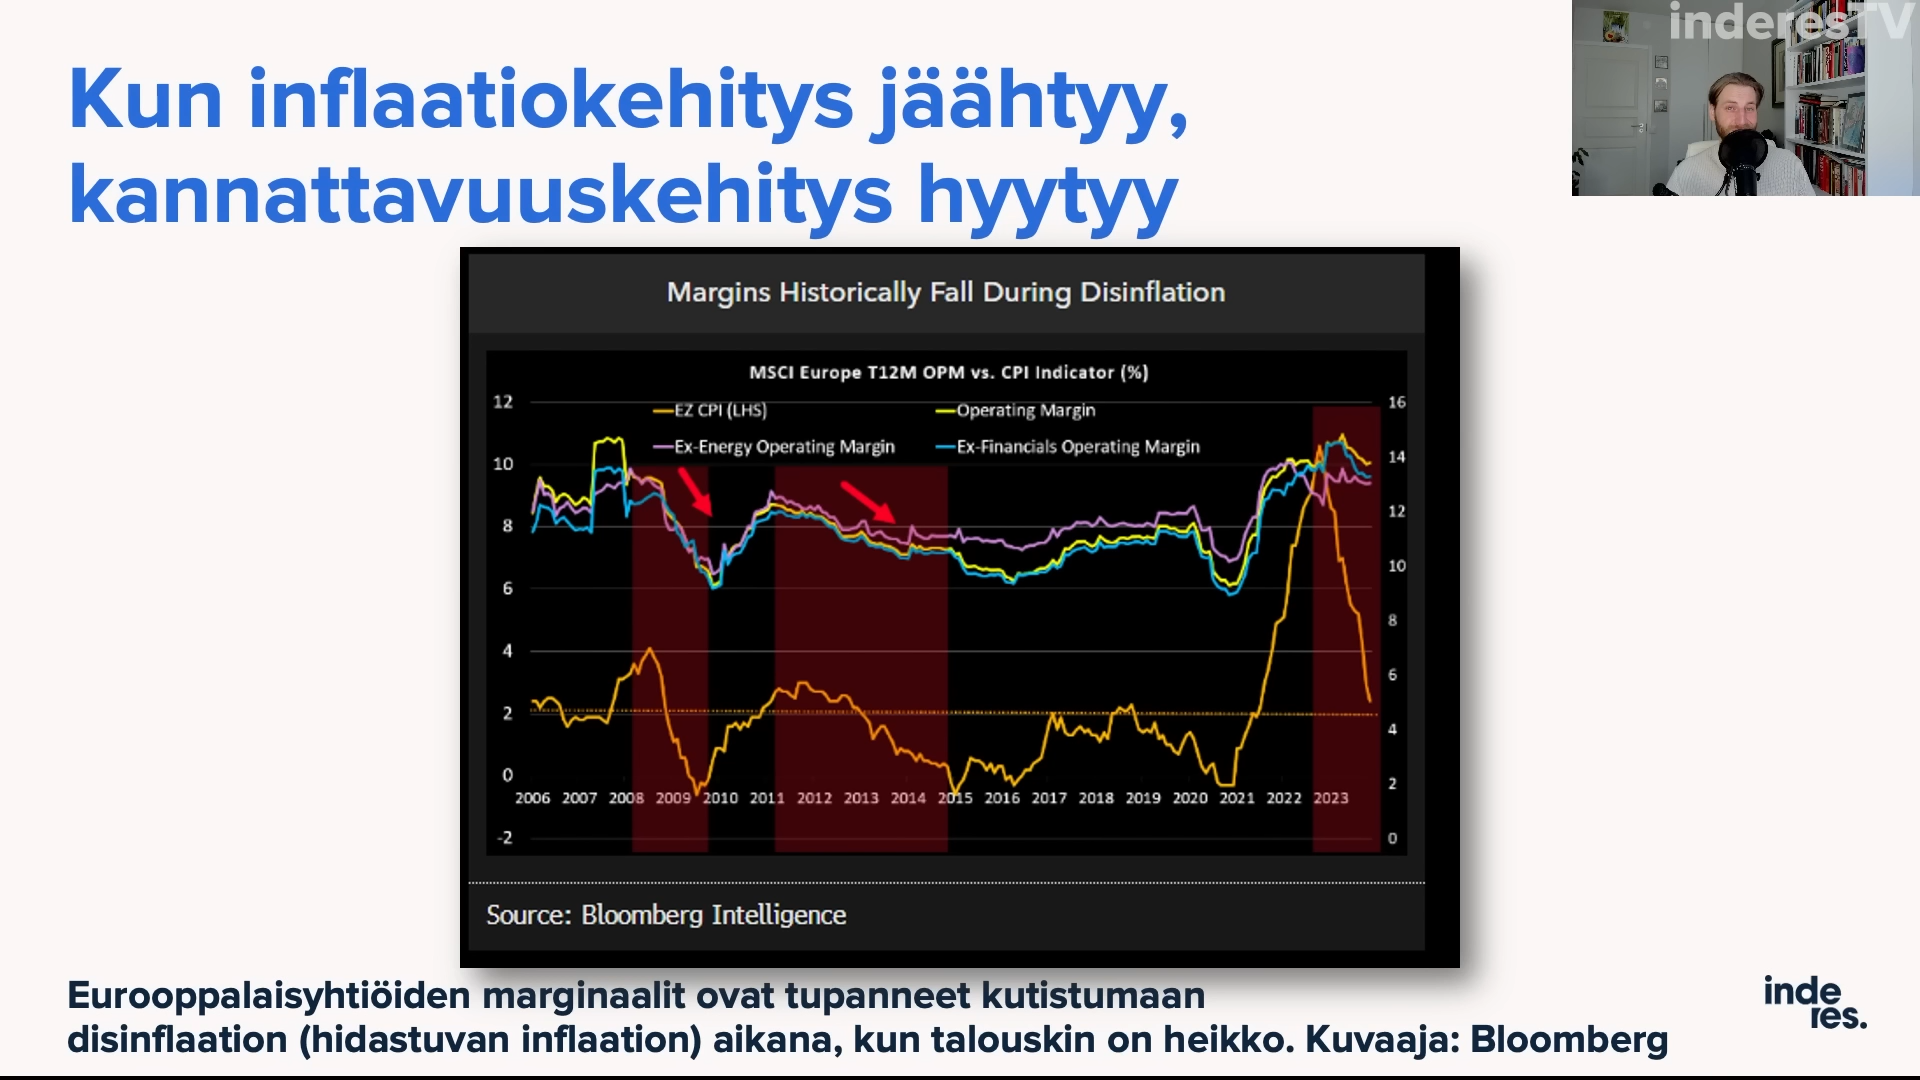 inderesTV
Kun inflaatiokehitys jäähtyy,
kannattavuuskehitys hyytyy
Margins Historically Fall During Disinflation
MSCI Europe T12M OPM vs. CPI Indicator (%)
EZ CPI (LHS)
Operating Margin
Ex-Energy Operating Margin
Ex-Financials Operating Margin
12
10
8
6
4
2
0
-2
16
14
12
10
8
6
4
2
0
2006 2007 2008 2009 2010 2011 2012 2013 2014 2015 2016 2017 2018 2019 2020 2021 2022 2023
Source: Bloomberg Intelligence
Eurooppalaisyhtiöiden marginaalit ovat tupanneet kutistumaan
disinflaation (hidastuvan inflaation) aikana, kun talouskin on heikko. Kuvaaja: Bloomberg
inde
res.